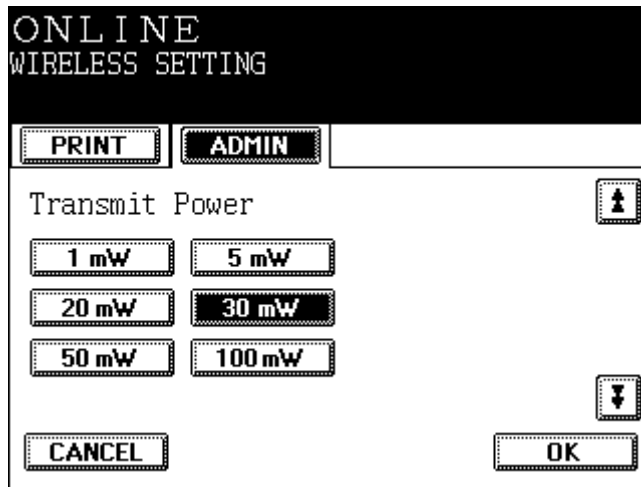 ONLINE
WIRELESS SETTING
PRINT ADMIN
Transmit Power
1 mW 5 mW
20 mW 30 mW
50 mW 100 mW
CANCEL OK